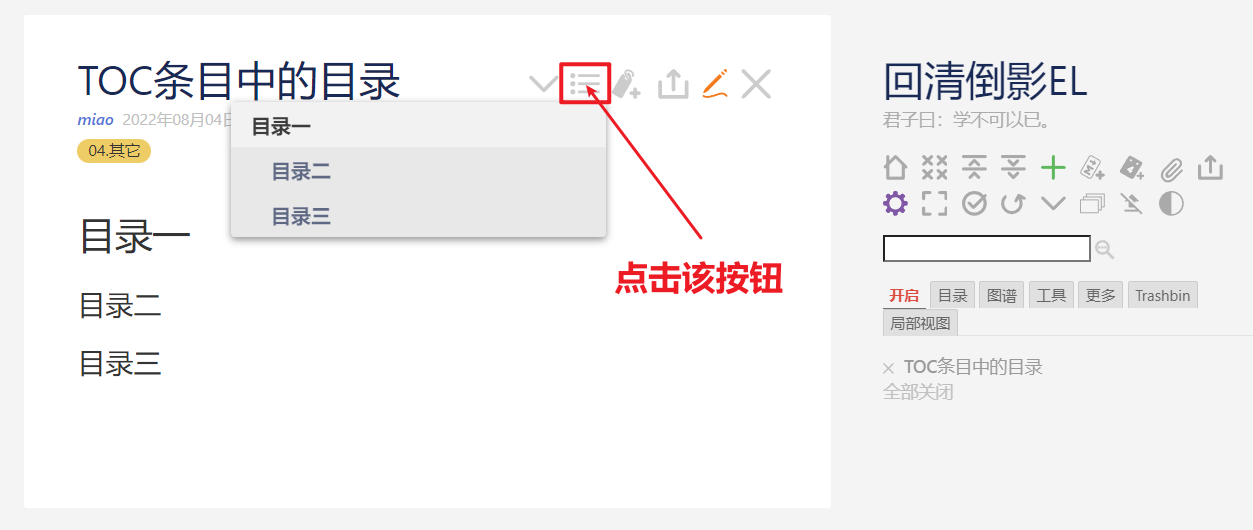 TOC条目中的目录
miao 2022年08月04日
04.其它
目录一
目录二
目录三
目录一
目录二
目录三
点击该按钮
回清倒影EL
君子曰：学不可以已。
开启 目录 图谱 工具 更多 Trashbin
局部视图
TOC条目中的目录
全部关闭